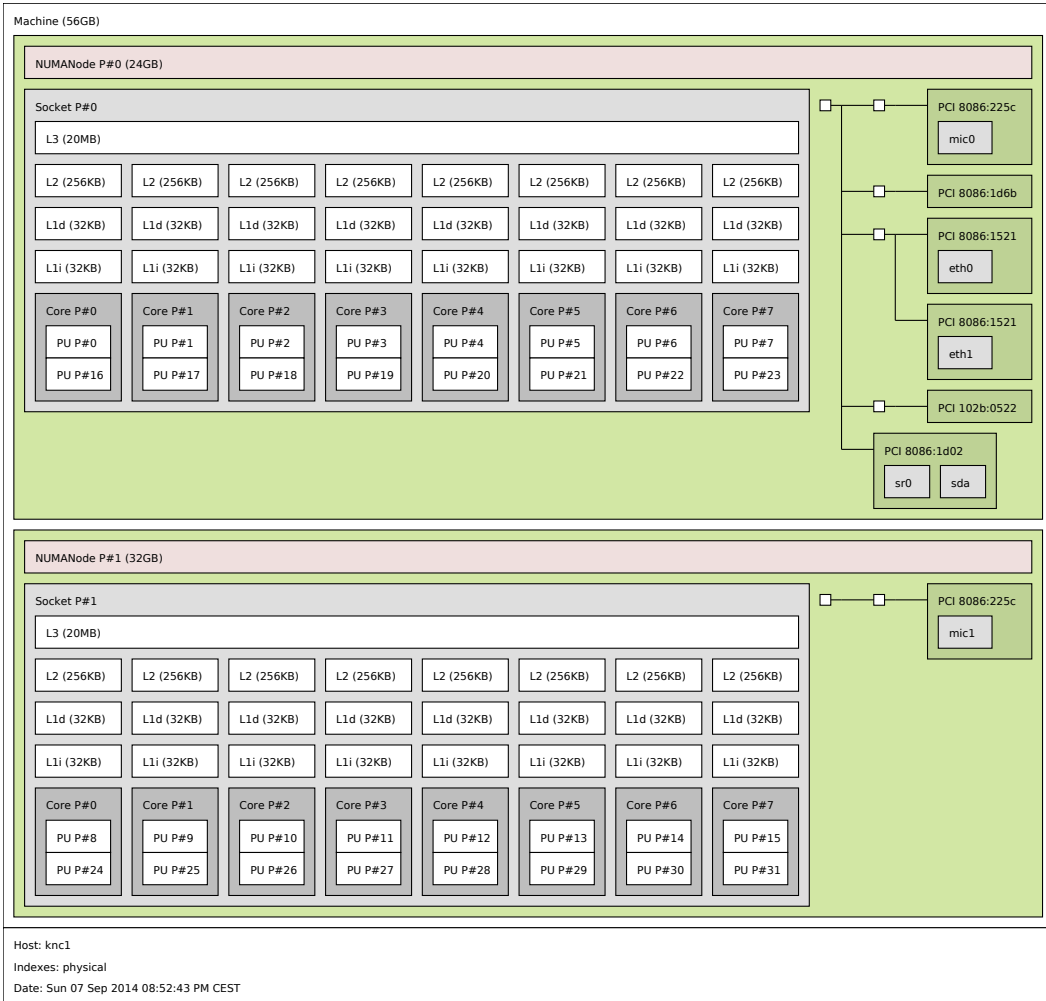 Machine (56GB)
NUMANode P#0 (24GB)
Socket P#0
PCI 8086:225c
L3 (20MB)
mic0
L2 (256KB) L2 (256KB) L2 (256KB) L2 (256KB) L2 (256KB) L2 (256KB) L2 (256KB) L2 (256KB)
PCI 8086:1d6b
L1d (32KB) L1d (32KB) L1d (32KB) L1d (32KB) L1d (32KB) L1d (32KB) L1d (32KB) L1d (32KB)
PCI 8086:1521
L1i (32KB) L1i (32KB) L1i (32KB) L1i (32KB) L1i (32KB) L1i (32KB) L1i (32KB) L1i (32KB)
eth0
Core P#0 Core P#1 Core P#2 Core P#3 Core P#4 Core P#5 Core P#6 Core P#7
PCI 8086:1521
PU P#0 PU P#1 PU P#2 PU P#3 PU P#4 PU P#5 PU P#6 PU P#7
eth1
PU P#16 PU P#17 PU P#18 PU P#19 PU P#20 PU P#21 PU P#22 PU P#23
PCI 102b:0522
PCI 8086:1d02
sr0 sda
NUMANode P#1 (32GB)
Socket P#1
PCI 8086:225c
L3 (20MB)
mic1
L2 (256KB) L2 (256KB) L2 (256KB) L2 (256KB) L2 (256KB) L2 (256KB) L2 (256KB) L2 (256KB)
L1d (32KB) L1d (32KB) L1d (32KB) L1d (32KB) L1d (32KB) L1d (32KB) L1d (32KB) L1d (32KB)
L1i (32KB) L1i (32KB) L1i (32KB) L1i (32KB) L1i (32KB) L1i (32KB) L1i (32KB) L1i (32KB)
Core P#0 Core P#1 Core P#2 Core P#3 Core P#4 Core P#5 Core P#6 Core P#7
PU P#8 PU P#9 PU P#10 PU P#11 PU P#12 PU P#13 PU P#14 PU P#15
PU P#24 PU P#25 PU P#26 PU P#27 PU P#28 PU P#29 PU P#30 PU P#31
Host: knc1
Indexes: physical
Date: Sun 07 Sep 2014 08:52:43 PM CEST